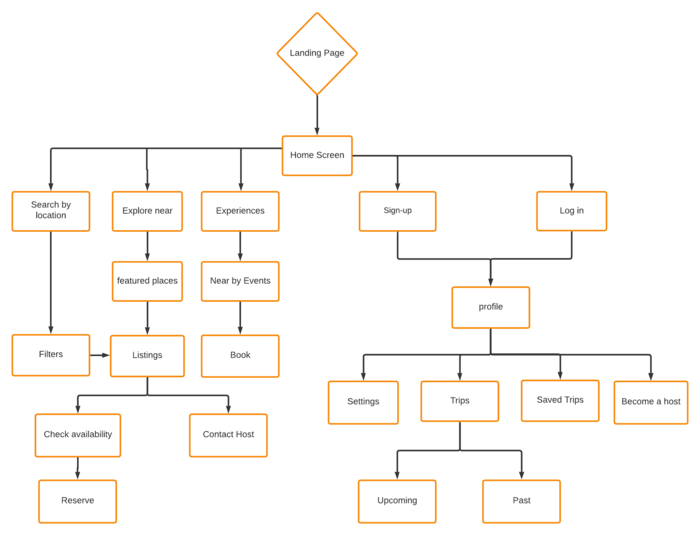 Landing Page
Home Screen
Search by
location
Explore near
Experiences
Sign-up
Log in
featured places
Near by Events
profile
Filters
Listings
Book
Settings
Trips
Saved Trips
Become a host
Check availability
Contact Host
Reserve
Upcoming
Past